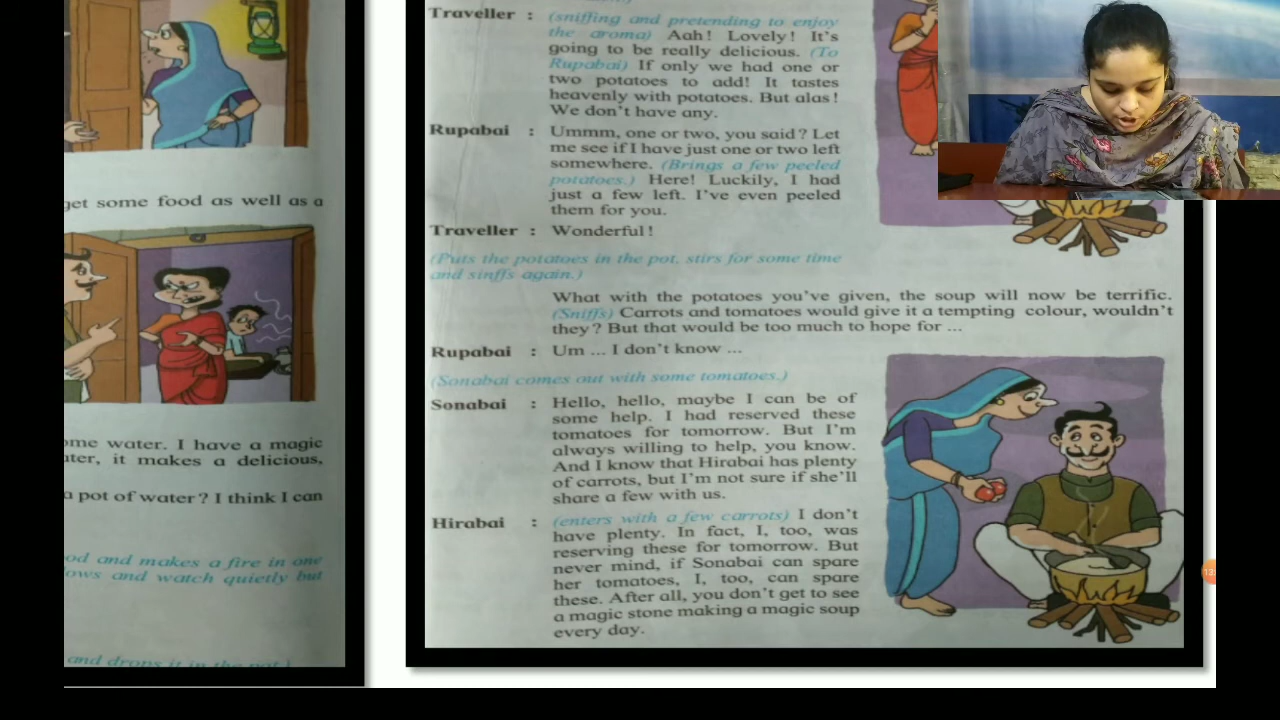 get some food as well as a
ome water. I have a magic
ater, it makes a delicious,
a pot of water? I think I can
od and makes a fire in one
lows and watch quietly but
and drops it in the pot.)
Traveller : (sniffing and pretending to enjoy
the aroma) Aah! Lovely! It's
going to be really delicious. (To
Rupabai) If only we had one or
two potatoes to add! It tastes
heavenly with potatoes. But alas!
We don't have any.
Rupabai : Ummm, one or two, you said? Let
me see if I have just one or two left
somewhere. (Brings a few peeled
potatoes.) Here! Luckily, I had
just a few left. I've even peeled
them for you.
Traveller : Wonderful!
(Puts the potatoes in the pot, stirs for some time
and sinffs again.)
What with the potatoes you've given, the soup will now be terrific.
(Sniffs) Carrots and tomatoes would give it a tempting colour, wouldn't
they? But that would be too much to hope for ...
Rupabai : Um ... I don't know ...
(Sonabai comes out with some tomatoes.)
Sonabai : Hello, hello, maybe I can be of
some help. I had reserved these
tomatoes for tomorrow. But I'm
always willing to help, you know.
And I know that Hirabai has plenty
of carrots, but I'm not sure if she'll
share a few with us.
Hirabai : (enters with a few carrots) I don't
have plenty. In fact, I, too, was
reserving these for tomorrow. But
never mind, if Sonabai can spare
her tomatoes, I, too, can spare
these. After all, you don't get to see
a magic stone making a magic soup
every day.